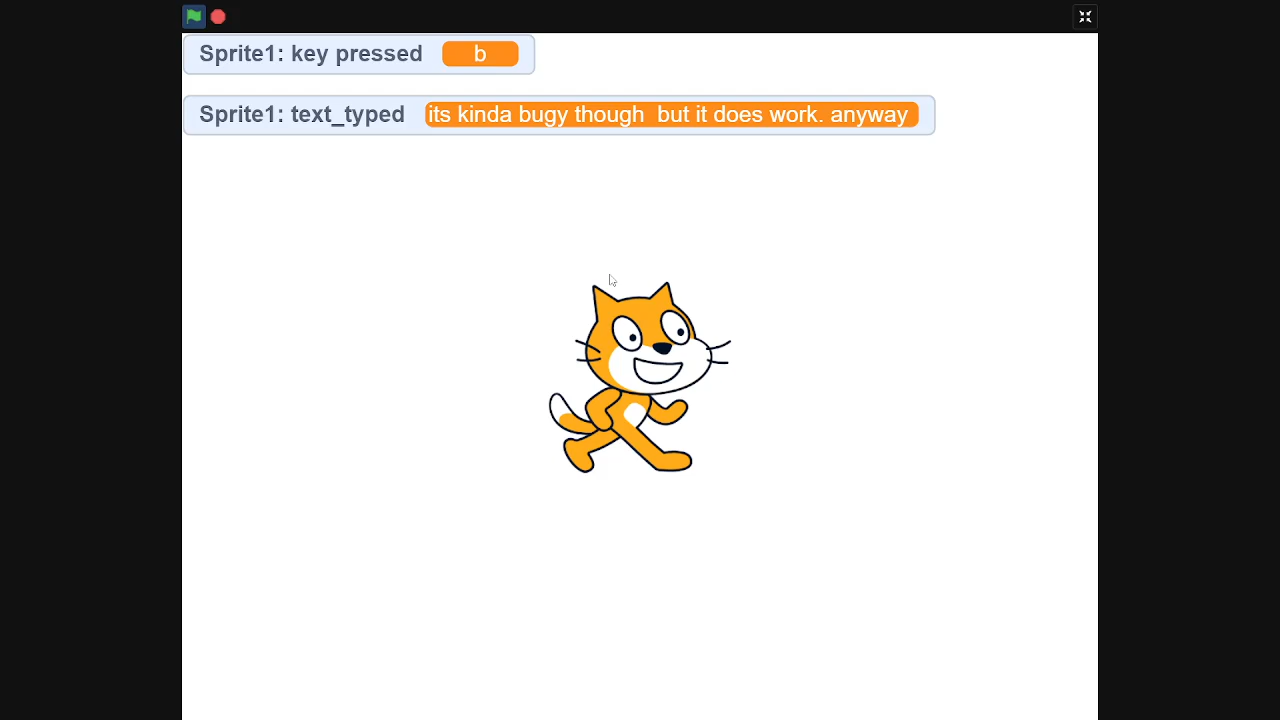 Sprite1: key pressed b
Sprite1: text_typed its kinda bugy though  but it does work. anyway